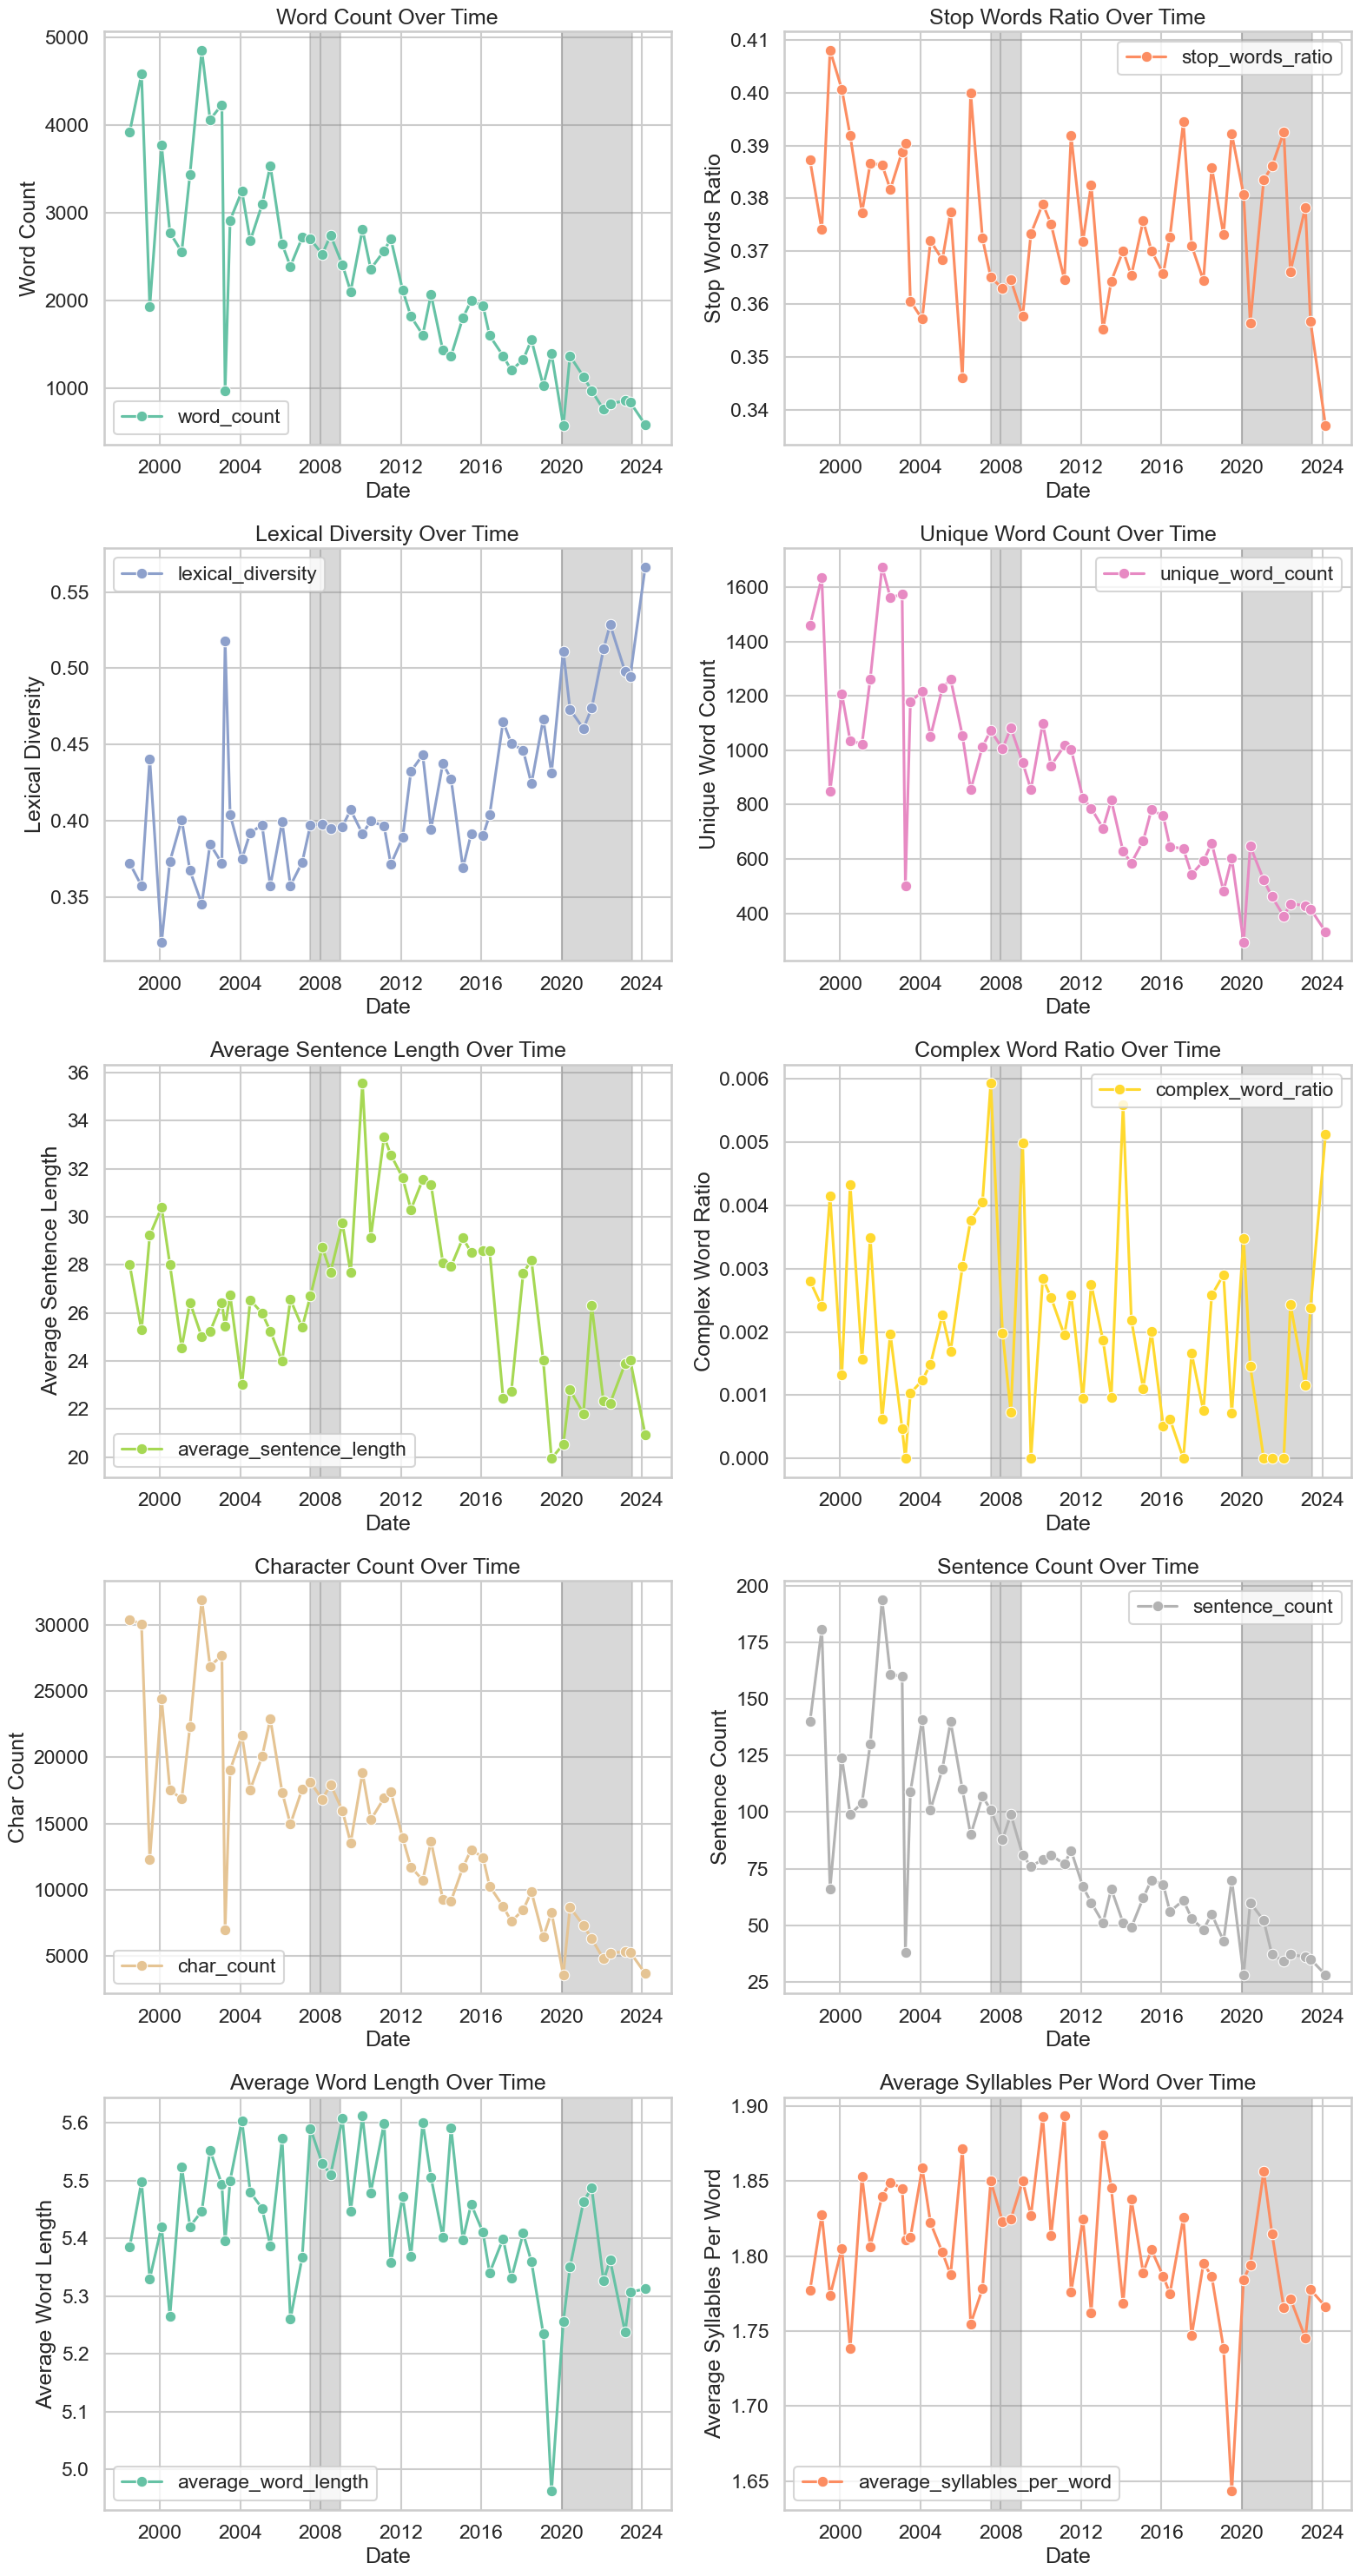 Word Count Over Time
5000
4000
3000
2000
1000
Word Count
word_count
2000 2004 2008 2012 2016 2020 2024
Date
Stop Words Ratio Over Time
0.41
0.40
0.39
0.38
0.37
0.36
0.35
0.34
Stop Words Ratio
stop_words_ratio
2000 2004 2008 2012 2016 2020 2024
Date
Lexical Diversity Over Time
0.55
0.50
0.45
0.40
0.35
Lexical Diversity
lexical_diversity
2000 2004 2008 2012 2016 2020 2024
Date
Unique Word Count Over Time
1600
1400
1200
1000
800
600
400
Unique Word Count
unique_word_count
2000 2004 2008 2012 2016 2020 2024
Date
Average Sentence Length Over Time
36
34
32
30
28
26
24
22
20
Average Sentence Length
average_sentence_length
2000 2004 2008 2012 2016 2020 2024
Date
Complex Word Ratio Over Time
0.006
0.005
0.004
0.003
0.002
0.001
0.000
Complex Word Ratio
complex_word_ratio
2000 2004 2008 2012 2016 2020 2024
Date
Character Count Over Time
30000
25000
20000
15000
10000
5000
Char Count
char_count
2000 2004 2008 2012 2016 2020 2024
Date
Sentence Count Over Time
200
175
150
125
100
75
50
25
Sentence Count
sentence_count
2000 2004 2008 2012 2016 2020 2024
Date
Average Word Length Over Time
5.6
5.5
5.4
5.3
5.2
5.1
5.0
Average Word Length
average_word_length
2000 2004 2008 2012 2016 2020 2024
Date
Average Syllables Per Word Over Time
1.90
1.85
1.80
1.75
1.70
1.65
Average Syllables Per Word
average_syllables_per_word
2000 2004 2008 2012 2016 2020 2024
Date